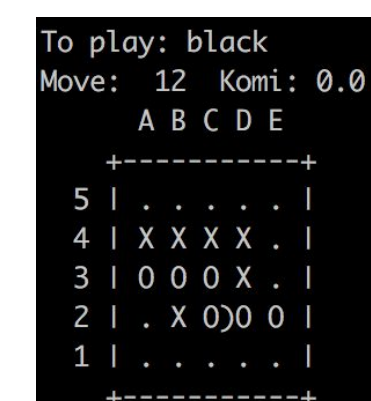 To play: black
Move: 12 Komi: 0.0
A B C D E
+-----------+
5 | . . . . . |
4 | X X X X . |
3 | O O O X . |
2 | . X O)O O |
1 | . . . . . |
+-----------+